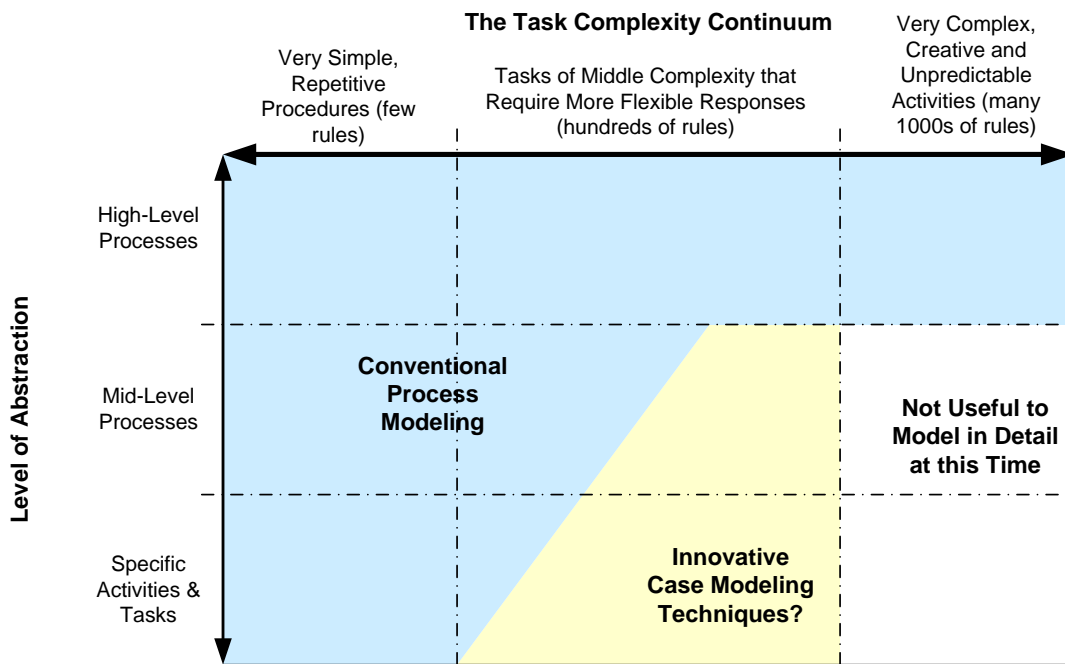 The Task Complexity Continuum
Very Simple,
Repetitive
Procedures (few
rules)
Tasks of Middle Complexity that
Require More Flexible Responses
(hundreds of rules)
Very Complex,
Creative and
Unpredictable
Activities (many
1000s of rules)
Level of Abstraction
High-Level
Processes
Mid-Level
Processes
Specific
Activities &
Tasks
Conventional
Process
Modeling
Not Useful to
Model in Detail
at this Time
Innovative
Case Modeling
Techniques?